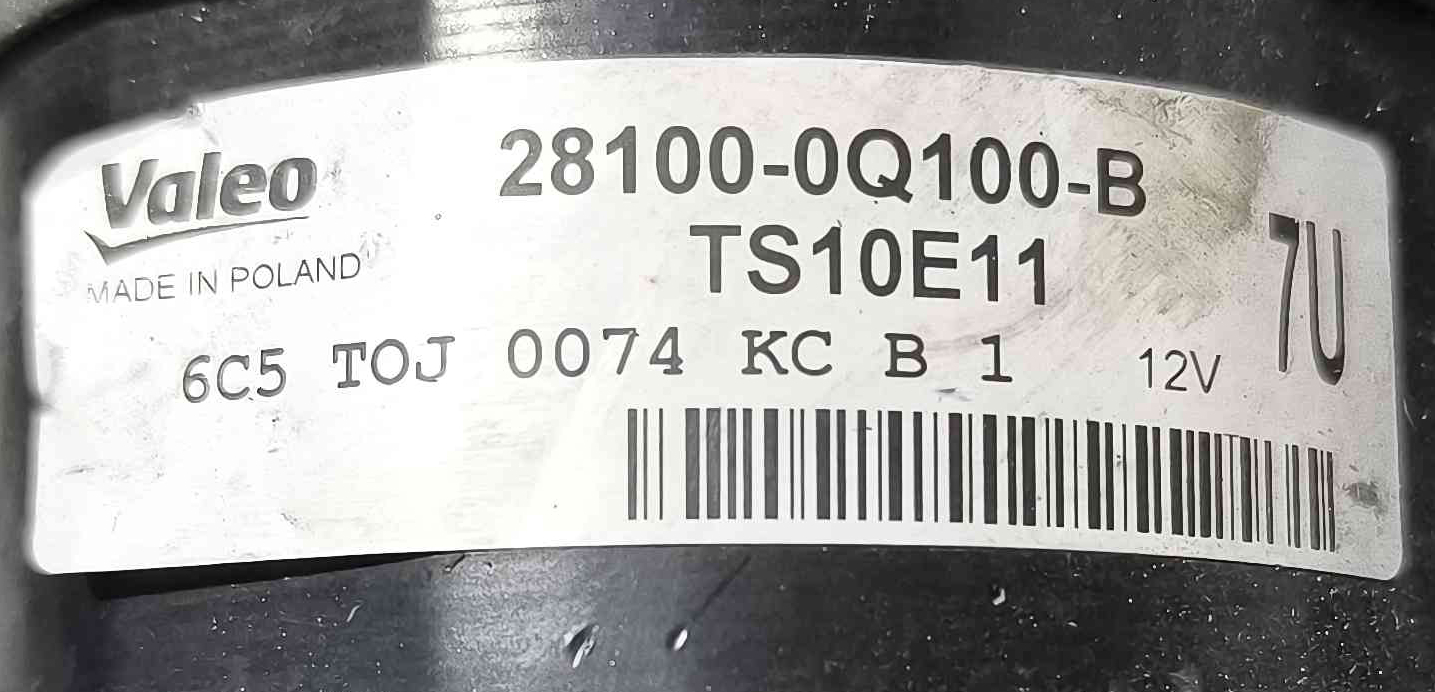 Valeo
28100-0Q100-B
MADE IN POLAND
TS10E11
7U
6C5 TOJ 0074 KC B 1
12V